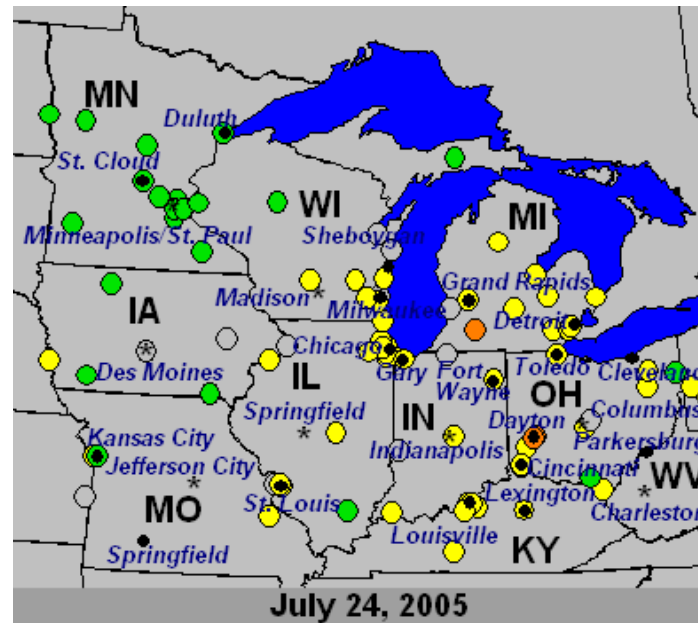 MN
Duluth
St. Cloud
WI
MI
Minneapolis/St. Paul
Sheboygan
Grand Rapids
Madison
Milwaukee
Detroit
IA
Chicago
Des Moines
IL
Gary
Fort Wayne
Toledo
Cleveland
OH
Springfield
IN
Dayton
Columbus
Kansas City
Indianapolis
Parkersburg
Jefferson City
Cincinnati
WV
St. Louis
Lexington
MO
Charleston
Louisville
Springfield
KY
July 24, 2005